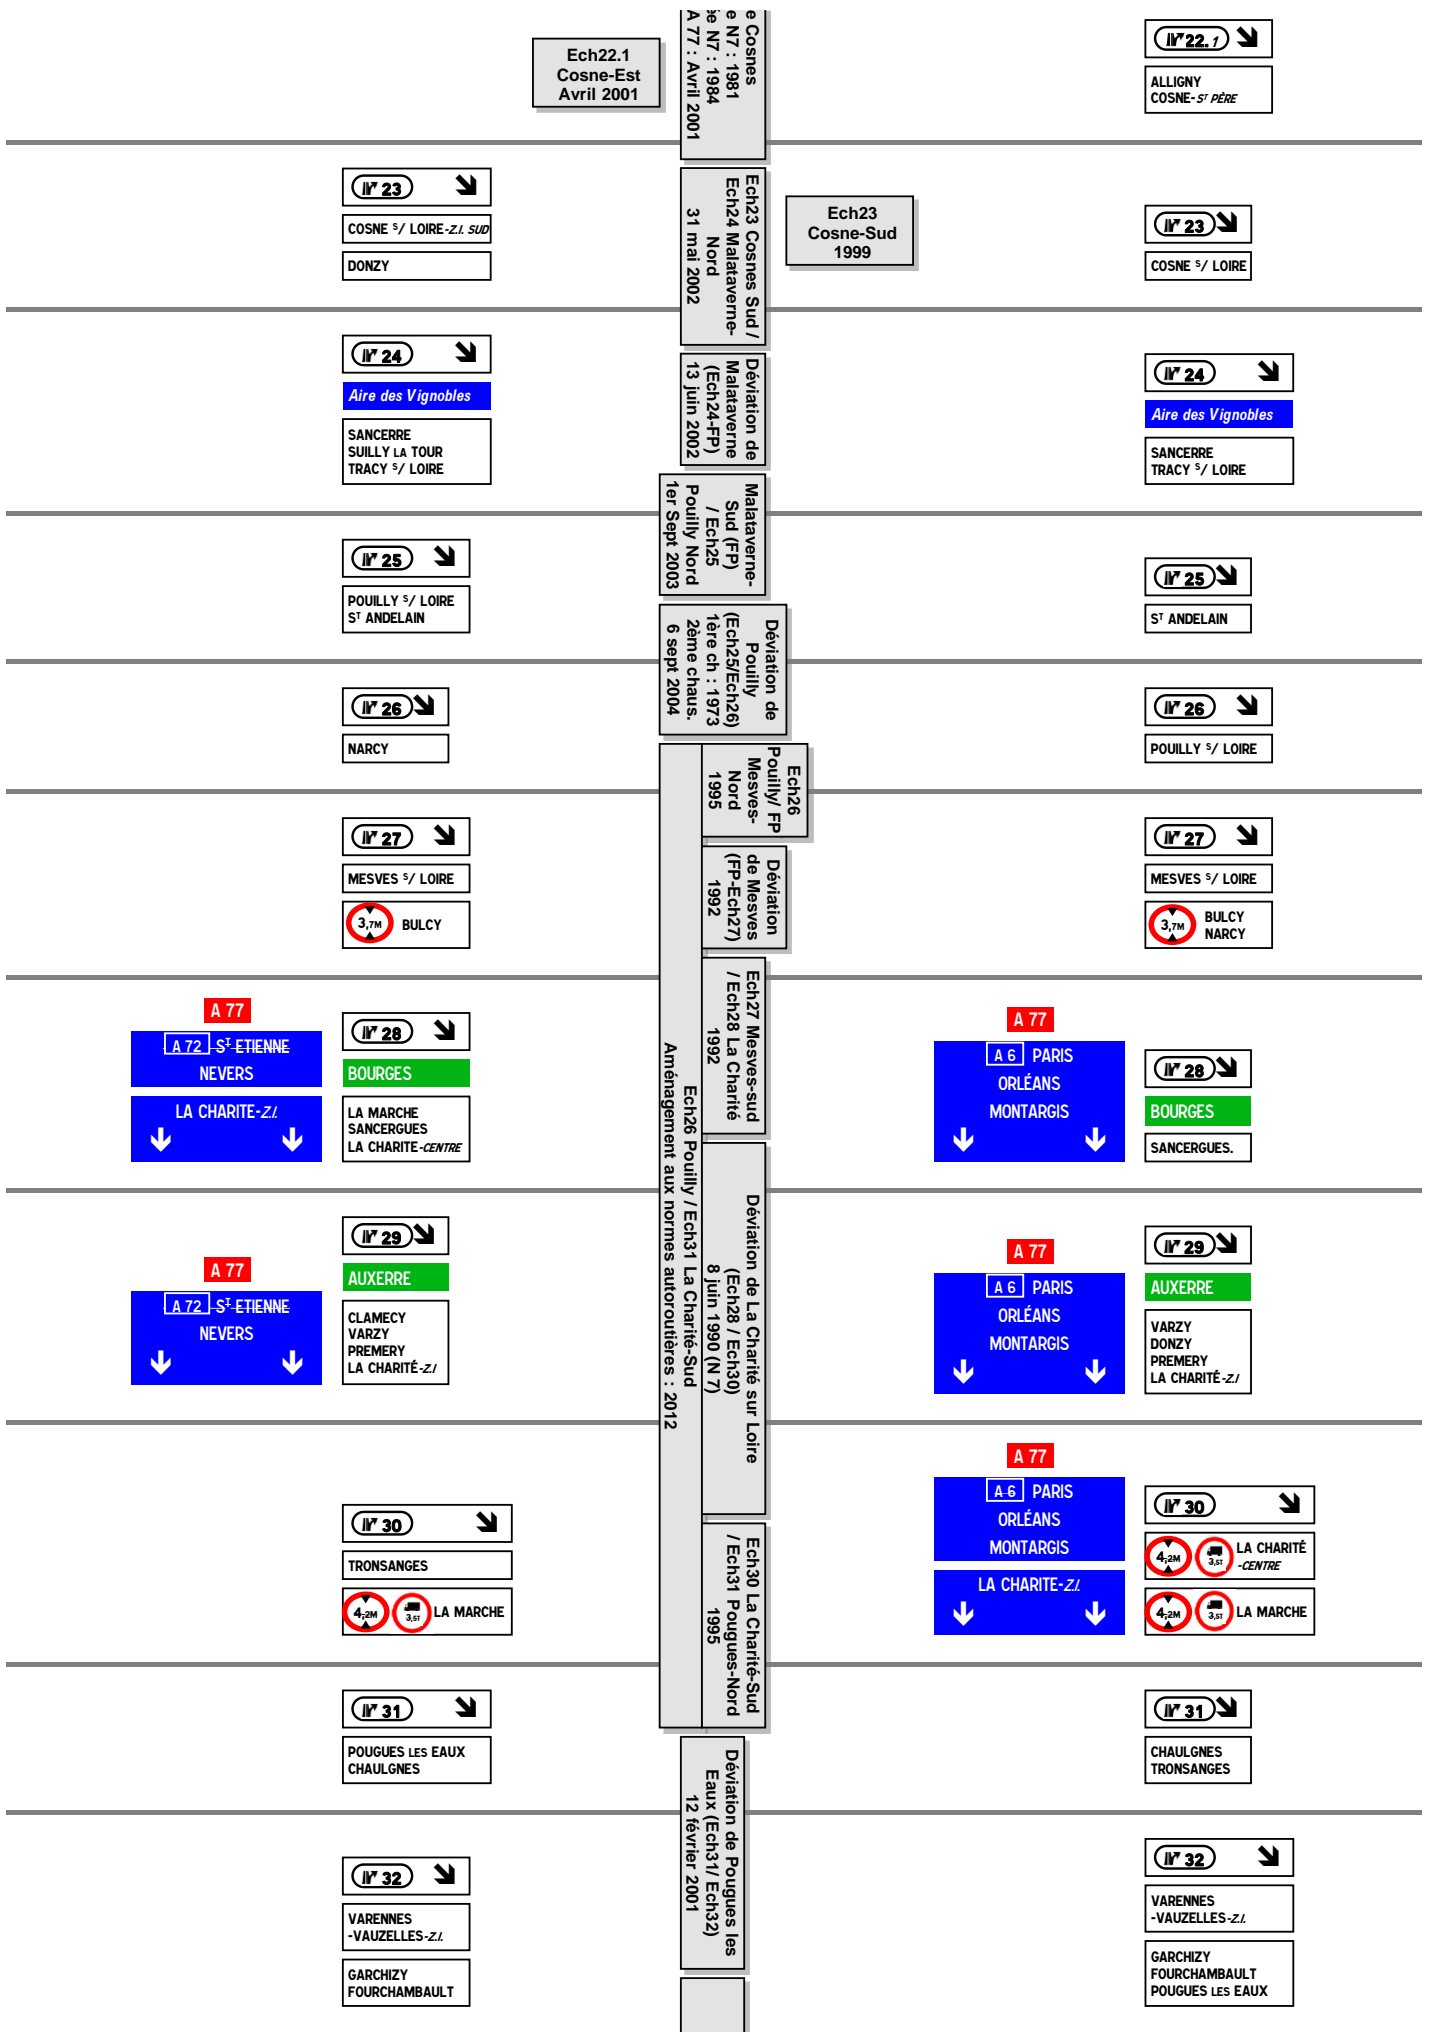 e Cosnes
e N7 : 1981
ée N7 : 1984
A 77 : Avril 2001
Ech22.1
Cosne-Est
Avril 2001
22.1
ALLIGNY
COSNE-Sᵀ PÈRE
23
COSNE ˢ/ LOIRE-Z.I. SUD
DONZY
Ech23 Cosnes Sud /
Ech24 Malataverne-
Nord
31 mai 2002
Ech23
Cosne-Sud
1999
23
COSNE ˢ/ LOIRE
24
Aire des Vignobles
SANCERRE
SUILLY LA TOUR
TRACY ˢ/ LOIRE
Déviation de
Malataverne
(Ech24-FP)
13 juin 2002
24
Aire des Vignobles
SANCERRE
TRACY ˢ/ LOIRE
Malataverne-
Sud (FP)
/ Ech25
Pouilly Nord
1er Sept 2003
25
POUILLY ˢ/ LOIRE
Sᵀ ANDELAIN
25
Sᵀ ANDELAIN
Déviation de
Pouilly
(Ech25/Ech26)
1ère ch : 1973
2ème chaus.
6 sept 2004
26
NARCY
26
POUILLY ˢ/ LOIRE
Ech26
Pouilly/ FP
Mesves-
Nord
1995
27
MESVES ˢ/ LOIRE
3,7M BULCY
Déviation
de Mesves
(FP-Ech27)
1992
27
MESVES ˢ/ LOIRE
3,7M BULCY
NARCY
A 77
A 72 Sᵀ ETIENNE
NEVERS
LA CHARITE-Z.I.
28
BOURGES
LA MARCHE
SANCERGUES
LA CHARITE-CENTRE
Ech27 Mesves-sud
/ Ech28 La Charité
1992
Ech26 Pouilly / Ech31 La Charité-Sud
Aménagement aux normes autoroutières : 2012
A 77
A 6 PARIS
ORLÉANS
MONTARGIS
28
BOURGES
SANCERGUES.
A 77
A 72 Sᵀ ETIENNE
NEVERS
29
AUXERRE
CLAMECY
VARZY
PREMERY
LA CHARITÉ-Z.I
Déviation de La Charité sur Loire
(Ech28 / Ech30)
8 juin 1990 (N 7)
A 77
A 6 PARIS
ORLÉANS
MONTARGIS
29
AUXERRE
VARZY
DONZY
PREMERY
LA CHARITÉ-Z.I
30
TRONSANGES
4,2M 3,5T LA MARCHE
Ech30 La Charité-Sud
/ Ech31 Pougues-Nord
1995
A 77
A 6 PARIS
ORLÉANS
MONTARGIS
LA CHARITE-Z.I.
30
4,2M 3,5T LA CHARITÉ
-CENTRE
4,2M 3,5T LA MARCHE
31
POUGUES LES EAUX
CHAULGNES
31
CHAULGNES
TRONSANGES
Déviation de Pougues les
Eaux (Ech31/ Ech32)
12 février 2001
32
VARENNES
-VAUZELLES-Z.I.
GARCHIZY
FOURCHAMBAULT
32
VARENNES
-VAUZELLES-Z.I.
GARCHIZY
FOURCHAMBAULT
POUGUES LES EAUX